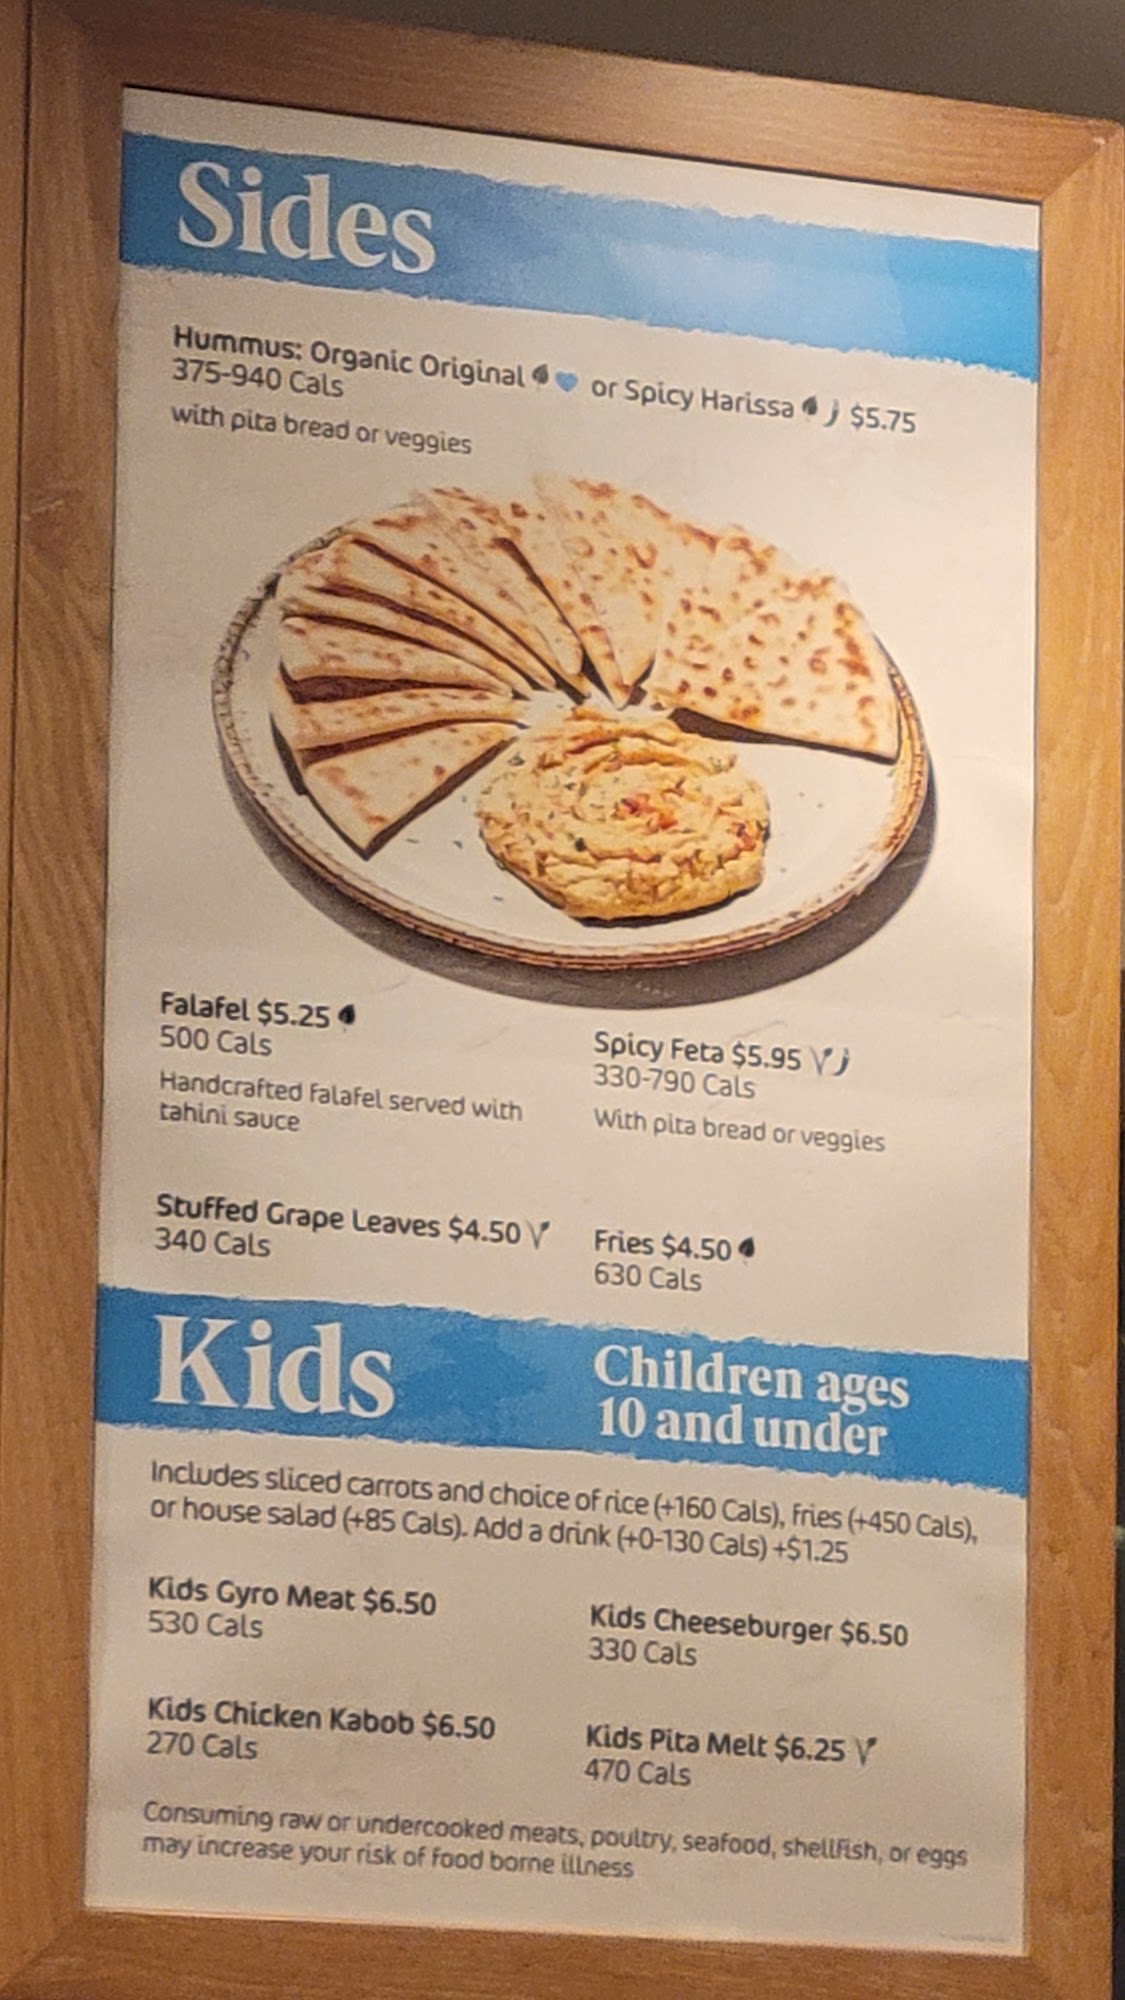 Sides
Hummus: Organic Original or Spicy Harissa $5.75
375-940 Cals
with pita bread or veggies
Falafel $5.25
500 Cals
Handcrafted falafel served with
tahini sauce
Spicy Feta $5.95
330-790 Cals
With pita bread or veggies
Stuffed Grape Leaves $4.50
340 Cals
Fries $4.50
630 Cals
Kids
Children ages
10 and under
Includes sliced carrots and choice of rice (+160 Cals), fries (+450 Cals),
or house salad (+85 Cals). Add a drink (+0-130 Cals) +$1.25
Kids Gyro Meat $6.50
530 Cals
Kids Cheeseburger $6.50
330 Cals
Kids Chicken Kabob $6.50
270 Cals
Kids Pita Melt $6.25
470 Cals
Consuming raw or undercooked meats, poultry, seafood, shellfish, or eggs
may increase your risk of food borne illness